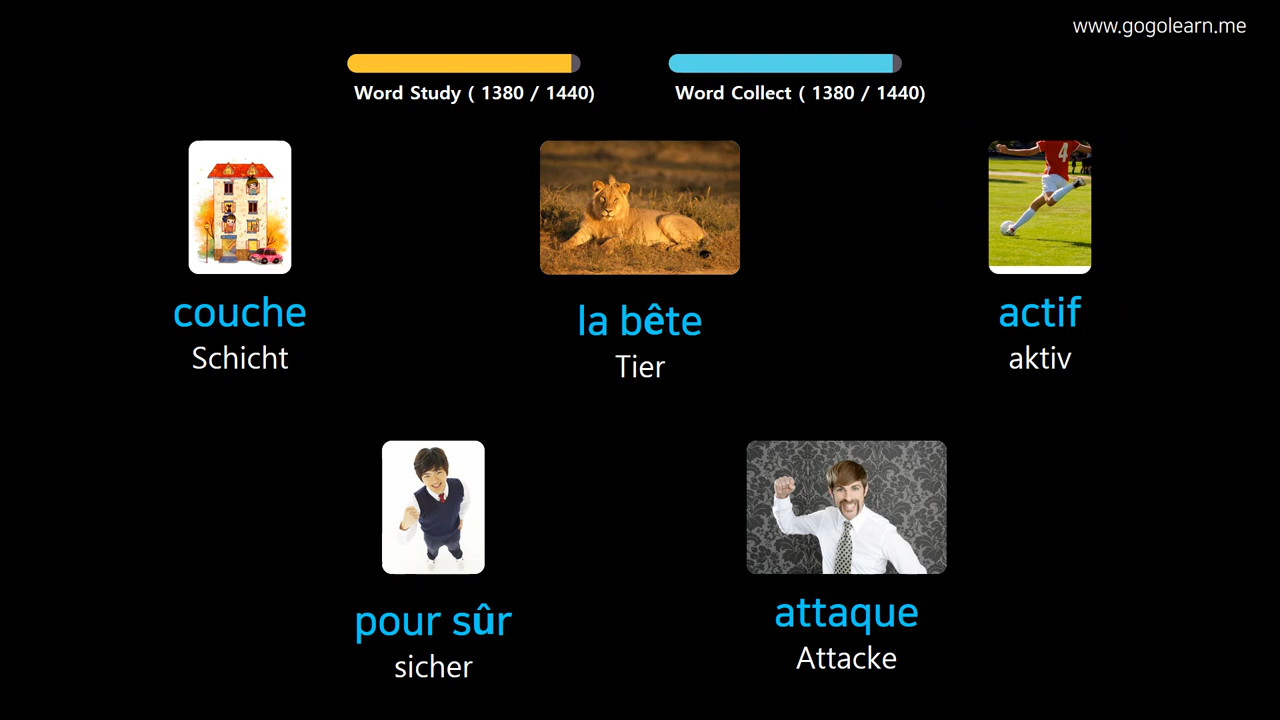 www.gogolearn.me
Word Study ( 1380 / 1440)
Word Collect ( 1380 / 1440)
4
couche
Schicht
la bête
Tier
actif
aktiv
pour sûr
sicher
attaque
Attacke